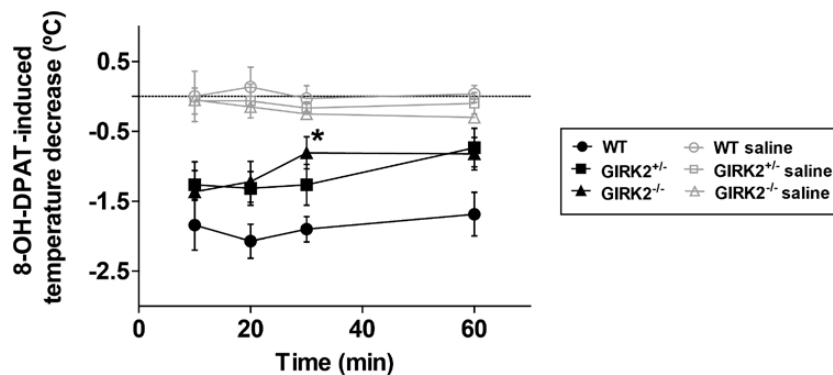 8-OH-DPAT-induced
temperature decrease (ºC)
0.5
-0.5
-1.5
-2.5
*
0
20
40
60
Time (min)
WT
WT saline
GIRK2+/-
GIRK2+/- saline
GIRK2-/-
GIRK2-/- saline